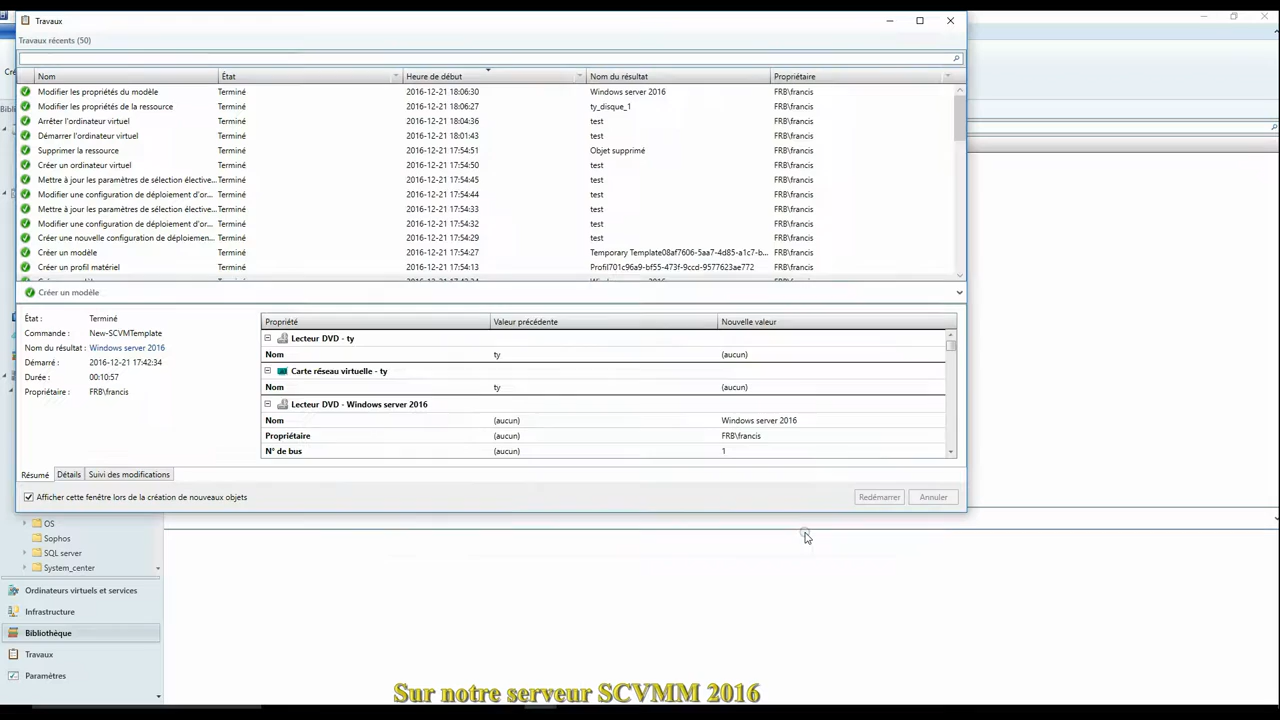 Travaux
Travaux récents (50)
Nom État Heure de début Nom du résultat Propriétaire
Modifier les propriétés du modèle Terminé 2016-12-21 18:06:30 Windows server 2016 FRB\francis
Modifier les propriétés de la ressource Terminé 2016-12-21 18:06:27 ty_disque_1 FRB\francis
Arrêter l'ordinateur virtuel Terminé 2016-12-21 18:04:36 test FRB\francis
Démarrer l'ordinateur virtuel Terminé 2016-12-21 18:01:43 test FRB\francis
Supprimer la ressource Terminé 2016-12-21 17:54:51 Objet supprimé FRB\francis
Créer un ordinateur virtuel Terminé 2016-12-21 17:54:50 test FRB\francis
Mettre à jour les paramètres de sélection élective... Terminé 2016-12-21 17:54:45 test FRB\francis
Modifier une configuration de déploiement d'or... Terminé 2016-12-21 17:54:44 test FRB\francis
Mettre à jour les paramètres de sélection élective... Terminé 2016-12-21 17:54:33 test FRB\francis
Modifier une configuration de déploiement d'or... Terminé 2016-12-21 17:54:32 test FRB\francis
Créer une nouvelle configuration de déploiemen... Terminé 2016-12-21 17:54:29 test FRB\francis
Créer un modèle Terminé 2016-12-21 17:54:27 Temporary Template08af7606-5aa7-4d85-a1c7-b... FRB\francis
Créer un profil matériel Terminé 2016-12-21 17:54:13 Profil701c96a9-bf55-473f-9ccd-9577623ae772 FRB\francis
Créer un modèle
État : Terminé
Commande: New-SCVMTemplate
Nom du résultat : Windows server 2016
Démarré : 2016-12-21 17:42:34
Durée : 00:10:57
Propriétaire : FRB\francis
Propriété Valeur précédente Nouvelle valeur
Lecteur DVD - ty
Nom ty (aucun)
Carte réseau virtuelle - ty
Nom ty (aucun)
Lecteur DVD - Windows server 2016
Nom (aucun) Windows server 2016
Propriétaire (aucun) FRB\francis
N° de bus (aucun) 1
Résumé Détails Suivi des modifications
Afficher cette fenêtre lors de la création de nouveaux objets Redémarrer Annuler
OS
Sophos
SQL server
System_center
Ordinateurs virtuels et services
Infrastructure
Bibliothèque
Travaux
Paramètres
Sur notre serveur SCVMM 2016